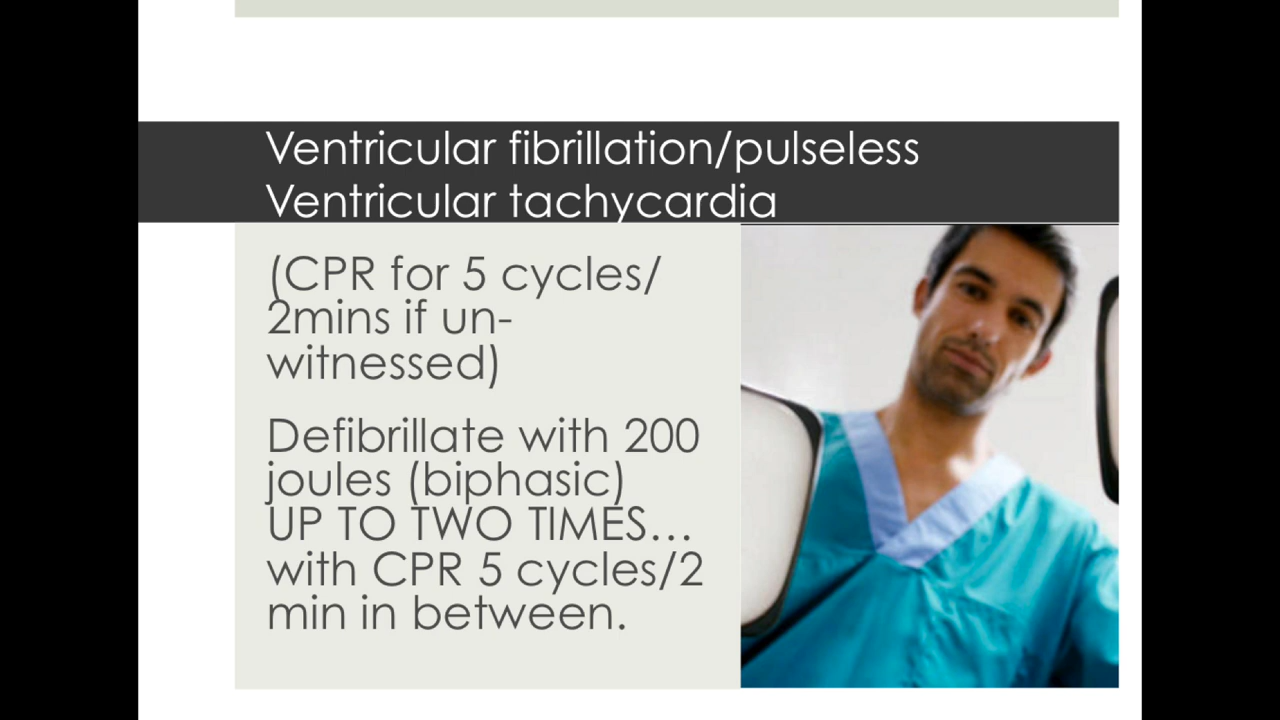 Ventricular fibrillation/pulseless
Ventricular tachycardia
(CPR for 5 cycles/
2mins if un-
witnessed)
Defibrillate with 200
joules (biphasic)
UP TO TWO TIMES…
with CPR 5 cycles/2
min in between.